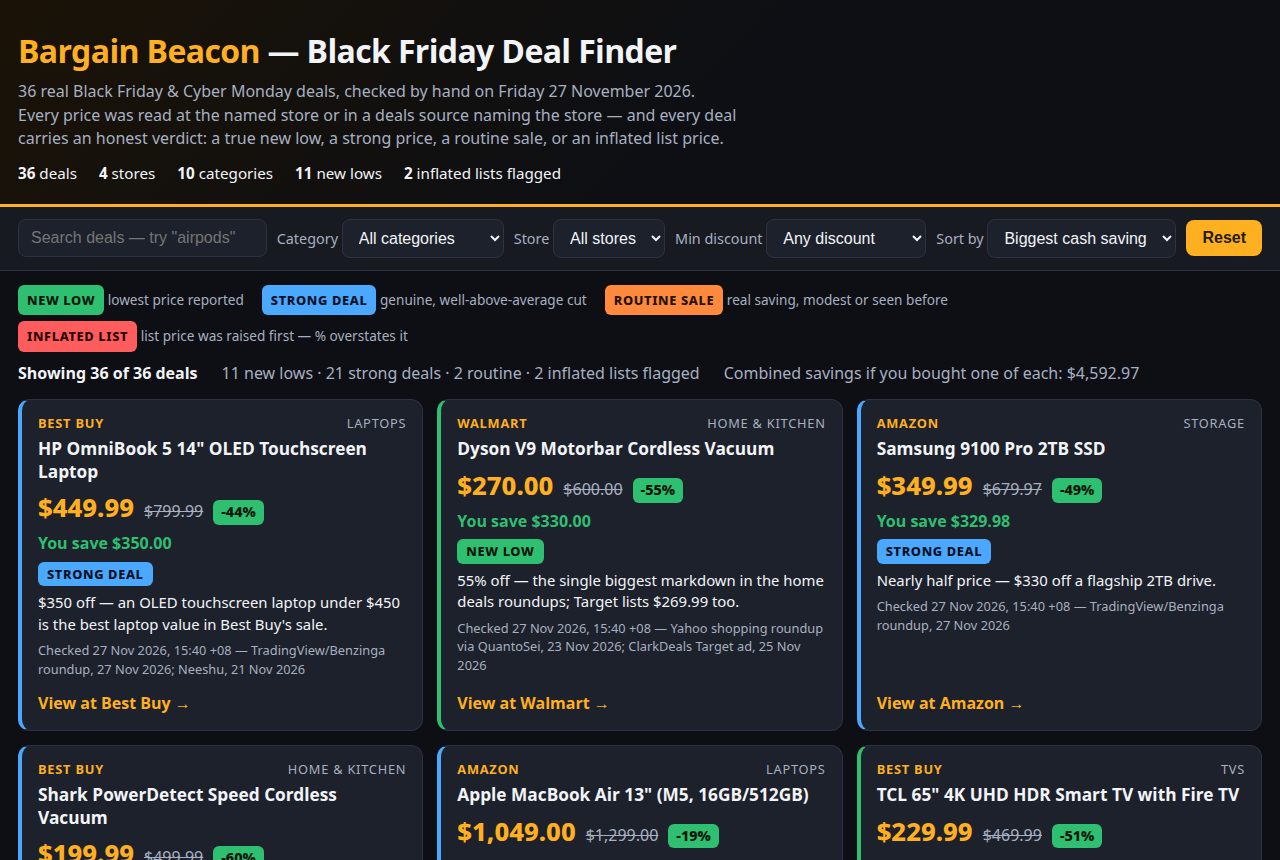 Bargain Beacon — Black Friday Deal Finder
36 real Black Friday & Cyber Monday deals, checked by hand on Friday 27 November 2026.
Every price was read at the named store or in a deals source naming the store — and every deal
carries an honest verdict: a true new low, a strong price, a routine sale, or an inflated list price.
36 deals 4 stores 10 categories 11 new lows 2 inflated lists flagged
Search deals — try "airpods" Category All categories Store All stores Min discount Any discount Sort by Biggest cash saving Reset
NEW LOW lowest price reported STRONG DEAL genuine, well-above-average cut ROUTINE SALE real saving, modest or seen before
INFLATED LIST list price was raised first — % overstates it
Showing 36 of 36 deals 11 new lows · 21 strong deals · 2 routine · 2 inflated lists flagged Combined savings if you bought one of each: $4,592.97
BEST BUY LAPTOPS
HP OmniBook 5 14" OLED Touchscreen
Laptop
$449.99 $799.99 -44%
You save $350.00
STRONG DEAL
$350 off — an OLED touchscreen laptop under $450
is the best laptop value in Best Buy's sale.
Checked 27 Nov 2026, 15:40 +08 — TradingView/Benzinga
roundup, 27 Nov 2026; Neeshu, 21 Nov 2026
View at Best Buy →
WALMART HOME & KITCHEN
Dyson V9 Motorbar Cordless Vacuum
$270.00 $600.00 -55%
You save $330.00
NEW LOW
55% off — the single biggest markdown in the home
deals roundups; Target lists $269.99 too.
Checked 27 Nov 2026, 15:40 +08 — Yahoo shopping roundup
via QuantoSei, 23 Nov 2026; ClarkDeals Target ad, 25 Nov
2026
View at Walmart →
AMAZON STORAGE
Samsung 9100 Pro 2TB SSD
$349.99 $679.97 -49%
You save $329.98
STRONG DEAL
Nearly half price — $330 off a flagship 2TB drive.
Checked 27 Nov 2026, 15:40 +08 — TradingView/Benzinga
roundup, 27 Nov 2026
View at Amazon →
BEST BUY HOME & KITCHEN
Shark PowerDetect Speed Cordless
Vacuum
$199.99 $499.99 -60%
AMAZON LAPTOPS
Apple MacBook Air 13" (M5, 16GB/512GB)
$1,049.00 $1,299.00 -19%
BEST BUY TVS
TCL 65" 4K UHD HDR Smart TV with Fire TV
$229.99 $469.99 -51%